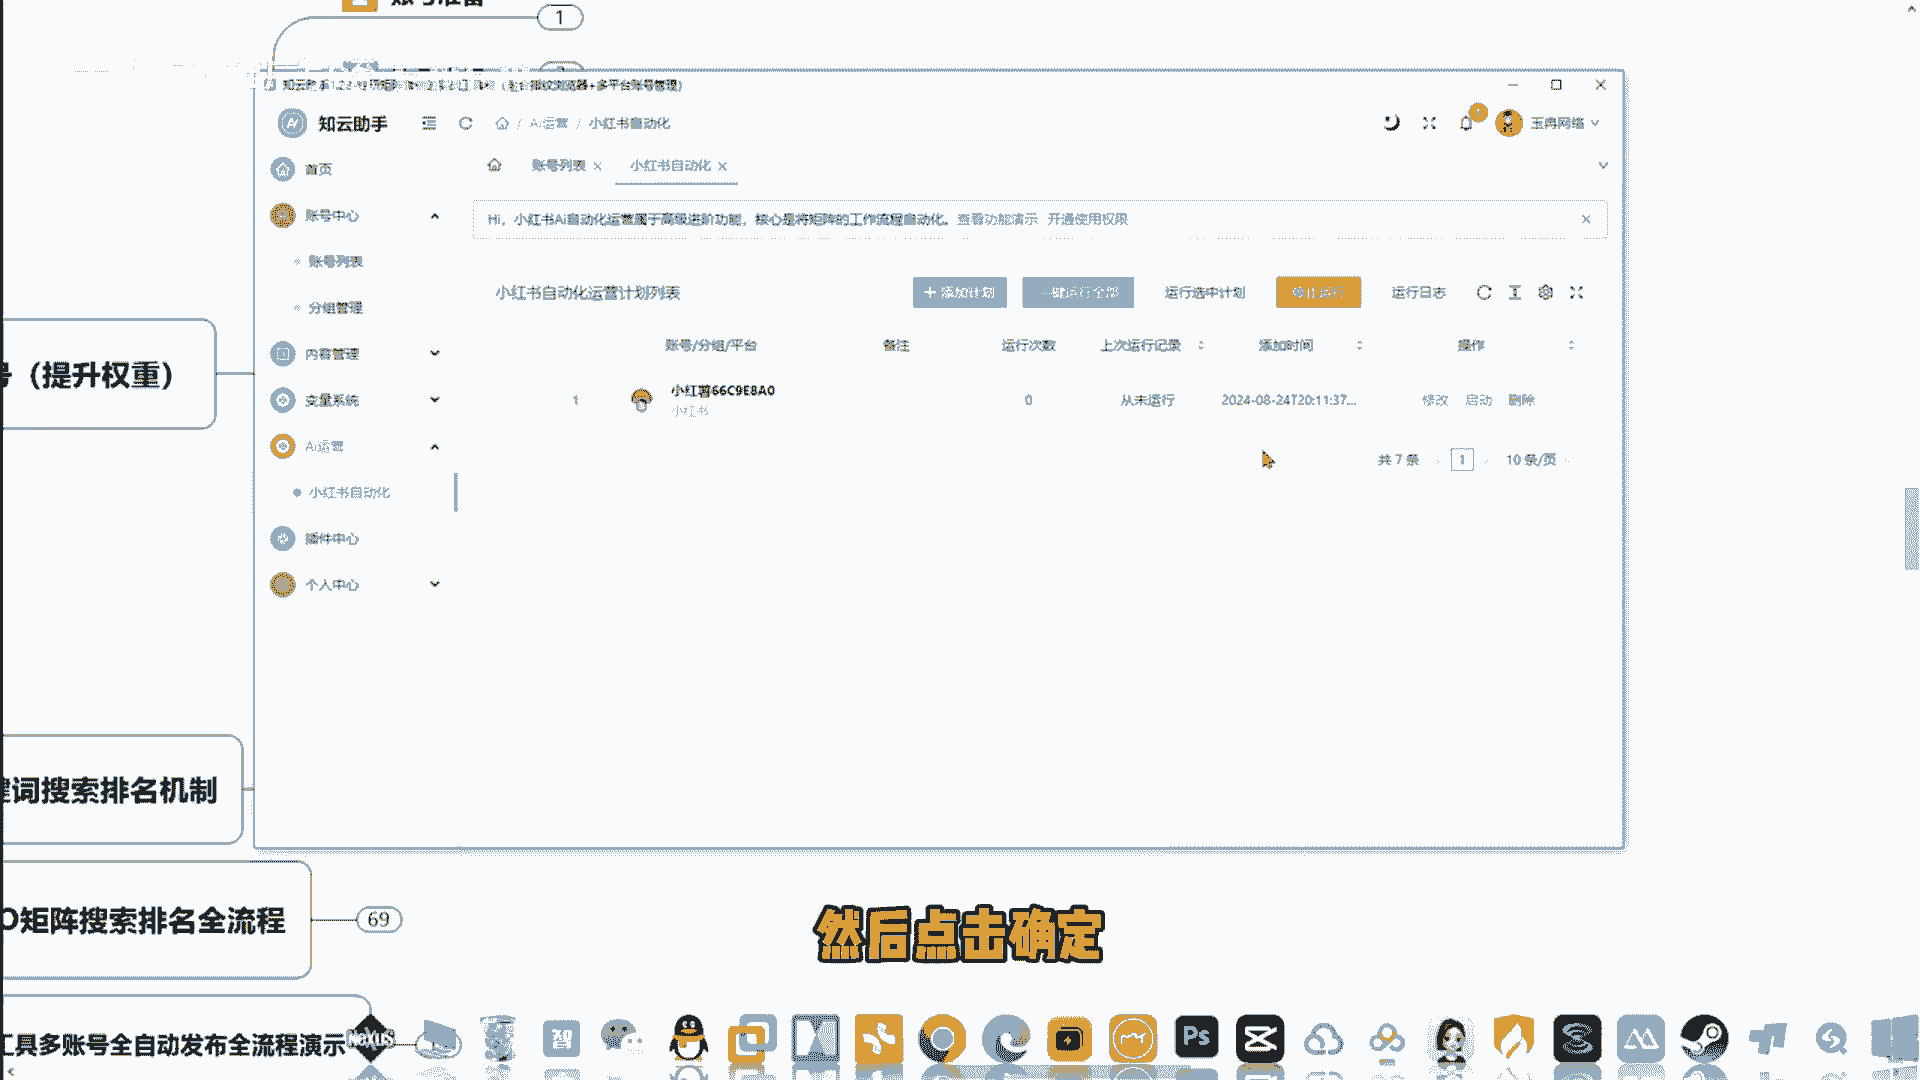 1
知云助手
AI运营 / 小红书自动化
玉冉网络
首页
账号列表
小红书自动化
账号中心
Hi，小红书Ai自动化运营属于高级进阶功能，核心是将矩阵的工作流程自动化。查看功能演示 开通使用权限
账号列表
小红书自动化运营计划列表
+ 添加计划
一键运行全部
运行选中计划
停止运行
运行日志
分组管理
账号/分组/平台
备注
运行次数
上次运行记录
添加时间
操作
内容管理
号（提升权重）
小红薯66C9E8A0
小红书
变量系统
1
0
从未运行
2024-08-24T20:11:37...
修改 启动 删除
Ai运营
共 7 条
1
10 条/页
小红书自动化
插件中心
个人中心
键词搜索排名机制
O矩阵搜索排名全流程
69
然后点击确定
工具多账号全自动发布全流程演示
Nexus
智
Ps